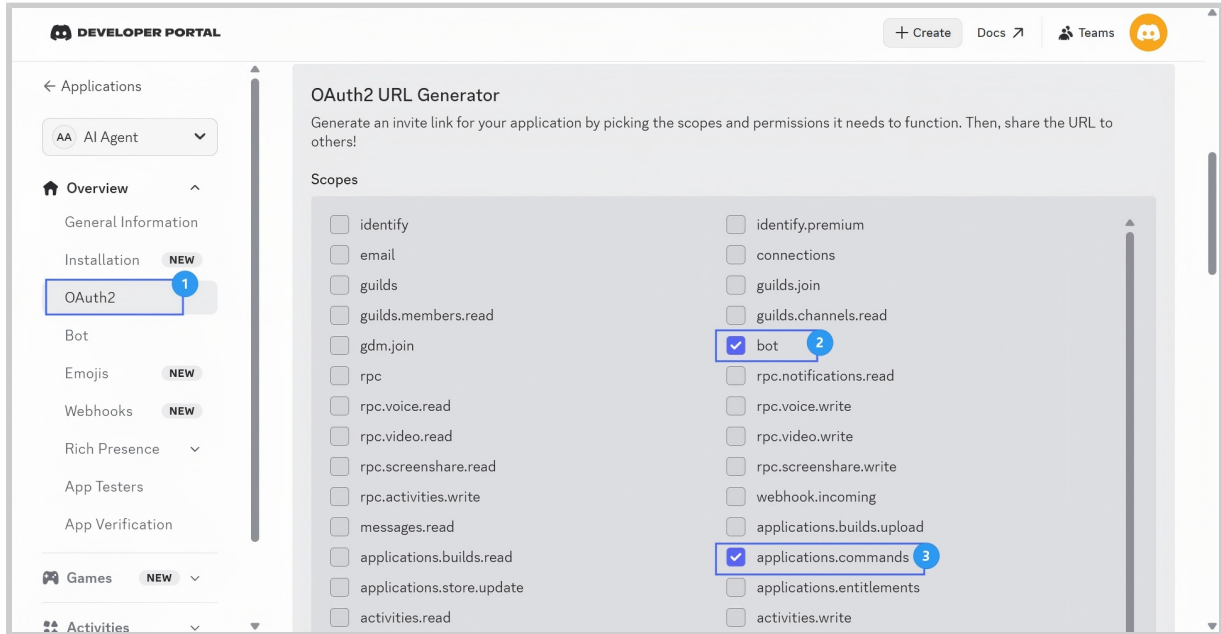 DEVELOPER PORTAL
+ Create
Docs
Teams
← Applications
AA AI Agent
Overview
General Information
Installation NEW
OAuth2
1
Bot
Emojis NEW
Webhooks NEW
Rich Presence
App Testers
App Verification
Games NEW
Activities
OAuth2 URL Generator
Generate an invite link for your application by picking the scopes and permissions it needs to function. Then, share the URL to
others!
Scopes
identify
identify.premium
email
connections
guilds
guilds.join
guilds.members.read
guilds.channels.read
gdm.join
bot
2
rpc
rpc.notifications.read
rpc.voice.read
rpc.voice.write
rpc.video.read
rpc.video.write
rpc.screenshare.read
rpc.screenshare.write
rpc.activities.write
webhook.incoming
messages.read
applications.builds.upload
applications.builds.read
applications.commands
3
applications.store.update
applications.entitlements
activities.read
activities.write